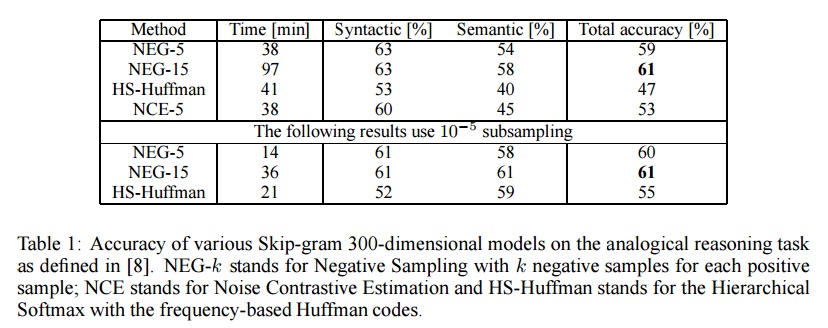 Method Time [min] Syntactic [%] Semantic [%] Total accuracy [%]
NEG-5 38 63 54 59
NEG-15 97 63 58 61
HS-Huffman 41 53 40 47
NCE-5 38 60 45 53
The following results use 10⁻⁵ subsampling
NEG-5 14 61 58 60
NEG-15 36 61 61 61
HS-Huffman 21 52 59 55
Table 1: Accuracy of various Skip-gram 300-dimensional models on the analogical reasoning task
as defined in [8]. NEG-k stands for Negative Sampling with k negative samples for each positive
sample; NCE stands for Noise Contrastive Estimation and HS-Huffman stands for the Hierarchical
Softmax with the frequency-based Huffman codes.